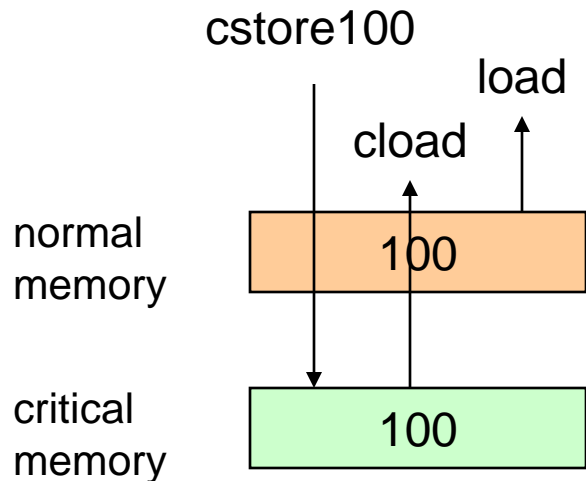 cstore100
load
cload
normal
memory
100
critical
memory
100